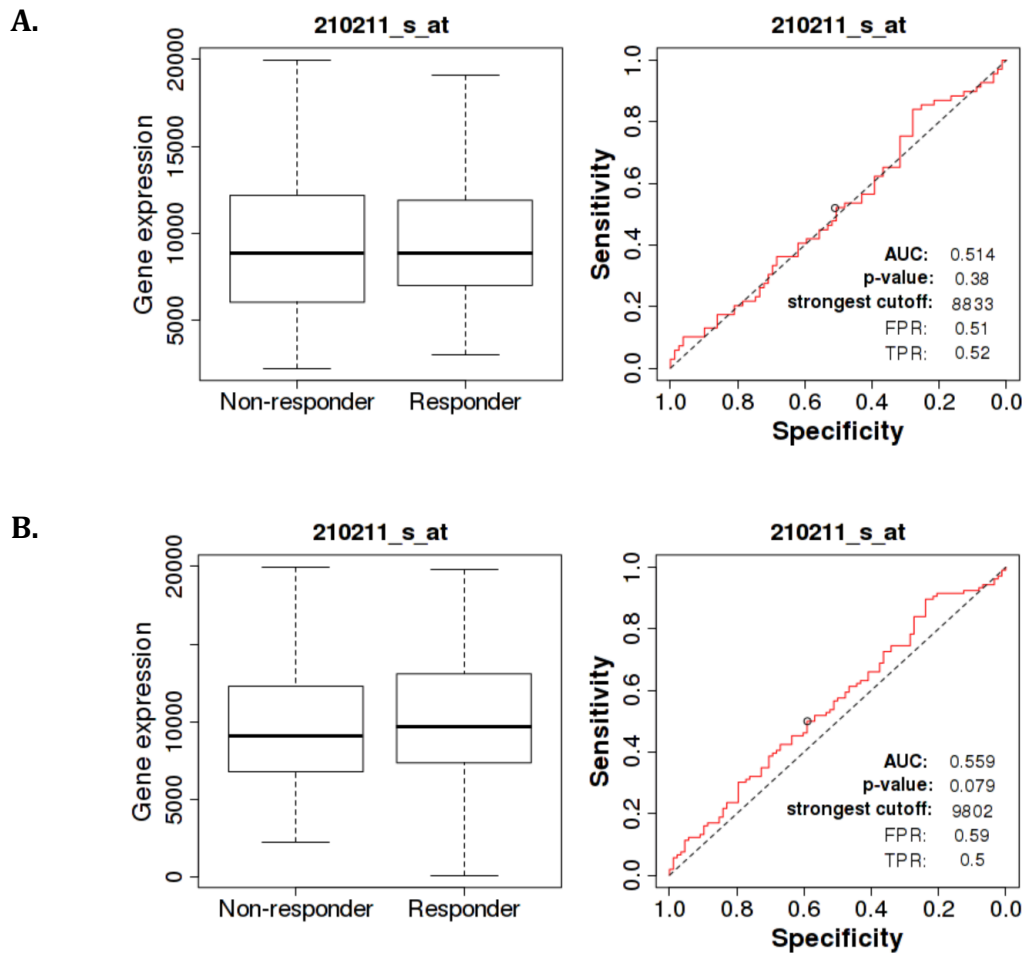 A.
210211_s_at
Gene expression
20000
15000
10000
5000
Non-responder
Responder
210211_s_at
Sensitivity
1.0
0.8
0.6
0.4
0.2
0.0
AUC: 0.514
p-value: 0.38
strongest cutoff: 8833
FPR: 0.51
TPR: 0.52
1.0 0.8 0.6 0.4 0.2 0.0
Specificity
B.
210211_s_at
Gene expression
20000
10000
5000
0
Non-responder
Responder
210211_s_at
Sensitivity
1.0
0.8
0.6
0.4
0.2
0.0
AUC: 0.559
p-value: 0.079
strongest cutoff: 9802
FPR: 0.59
TPR: 0.5
1.0 0.8 0.6 0.4 0.2 0.0
Specificity